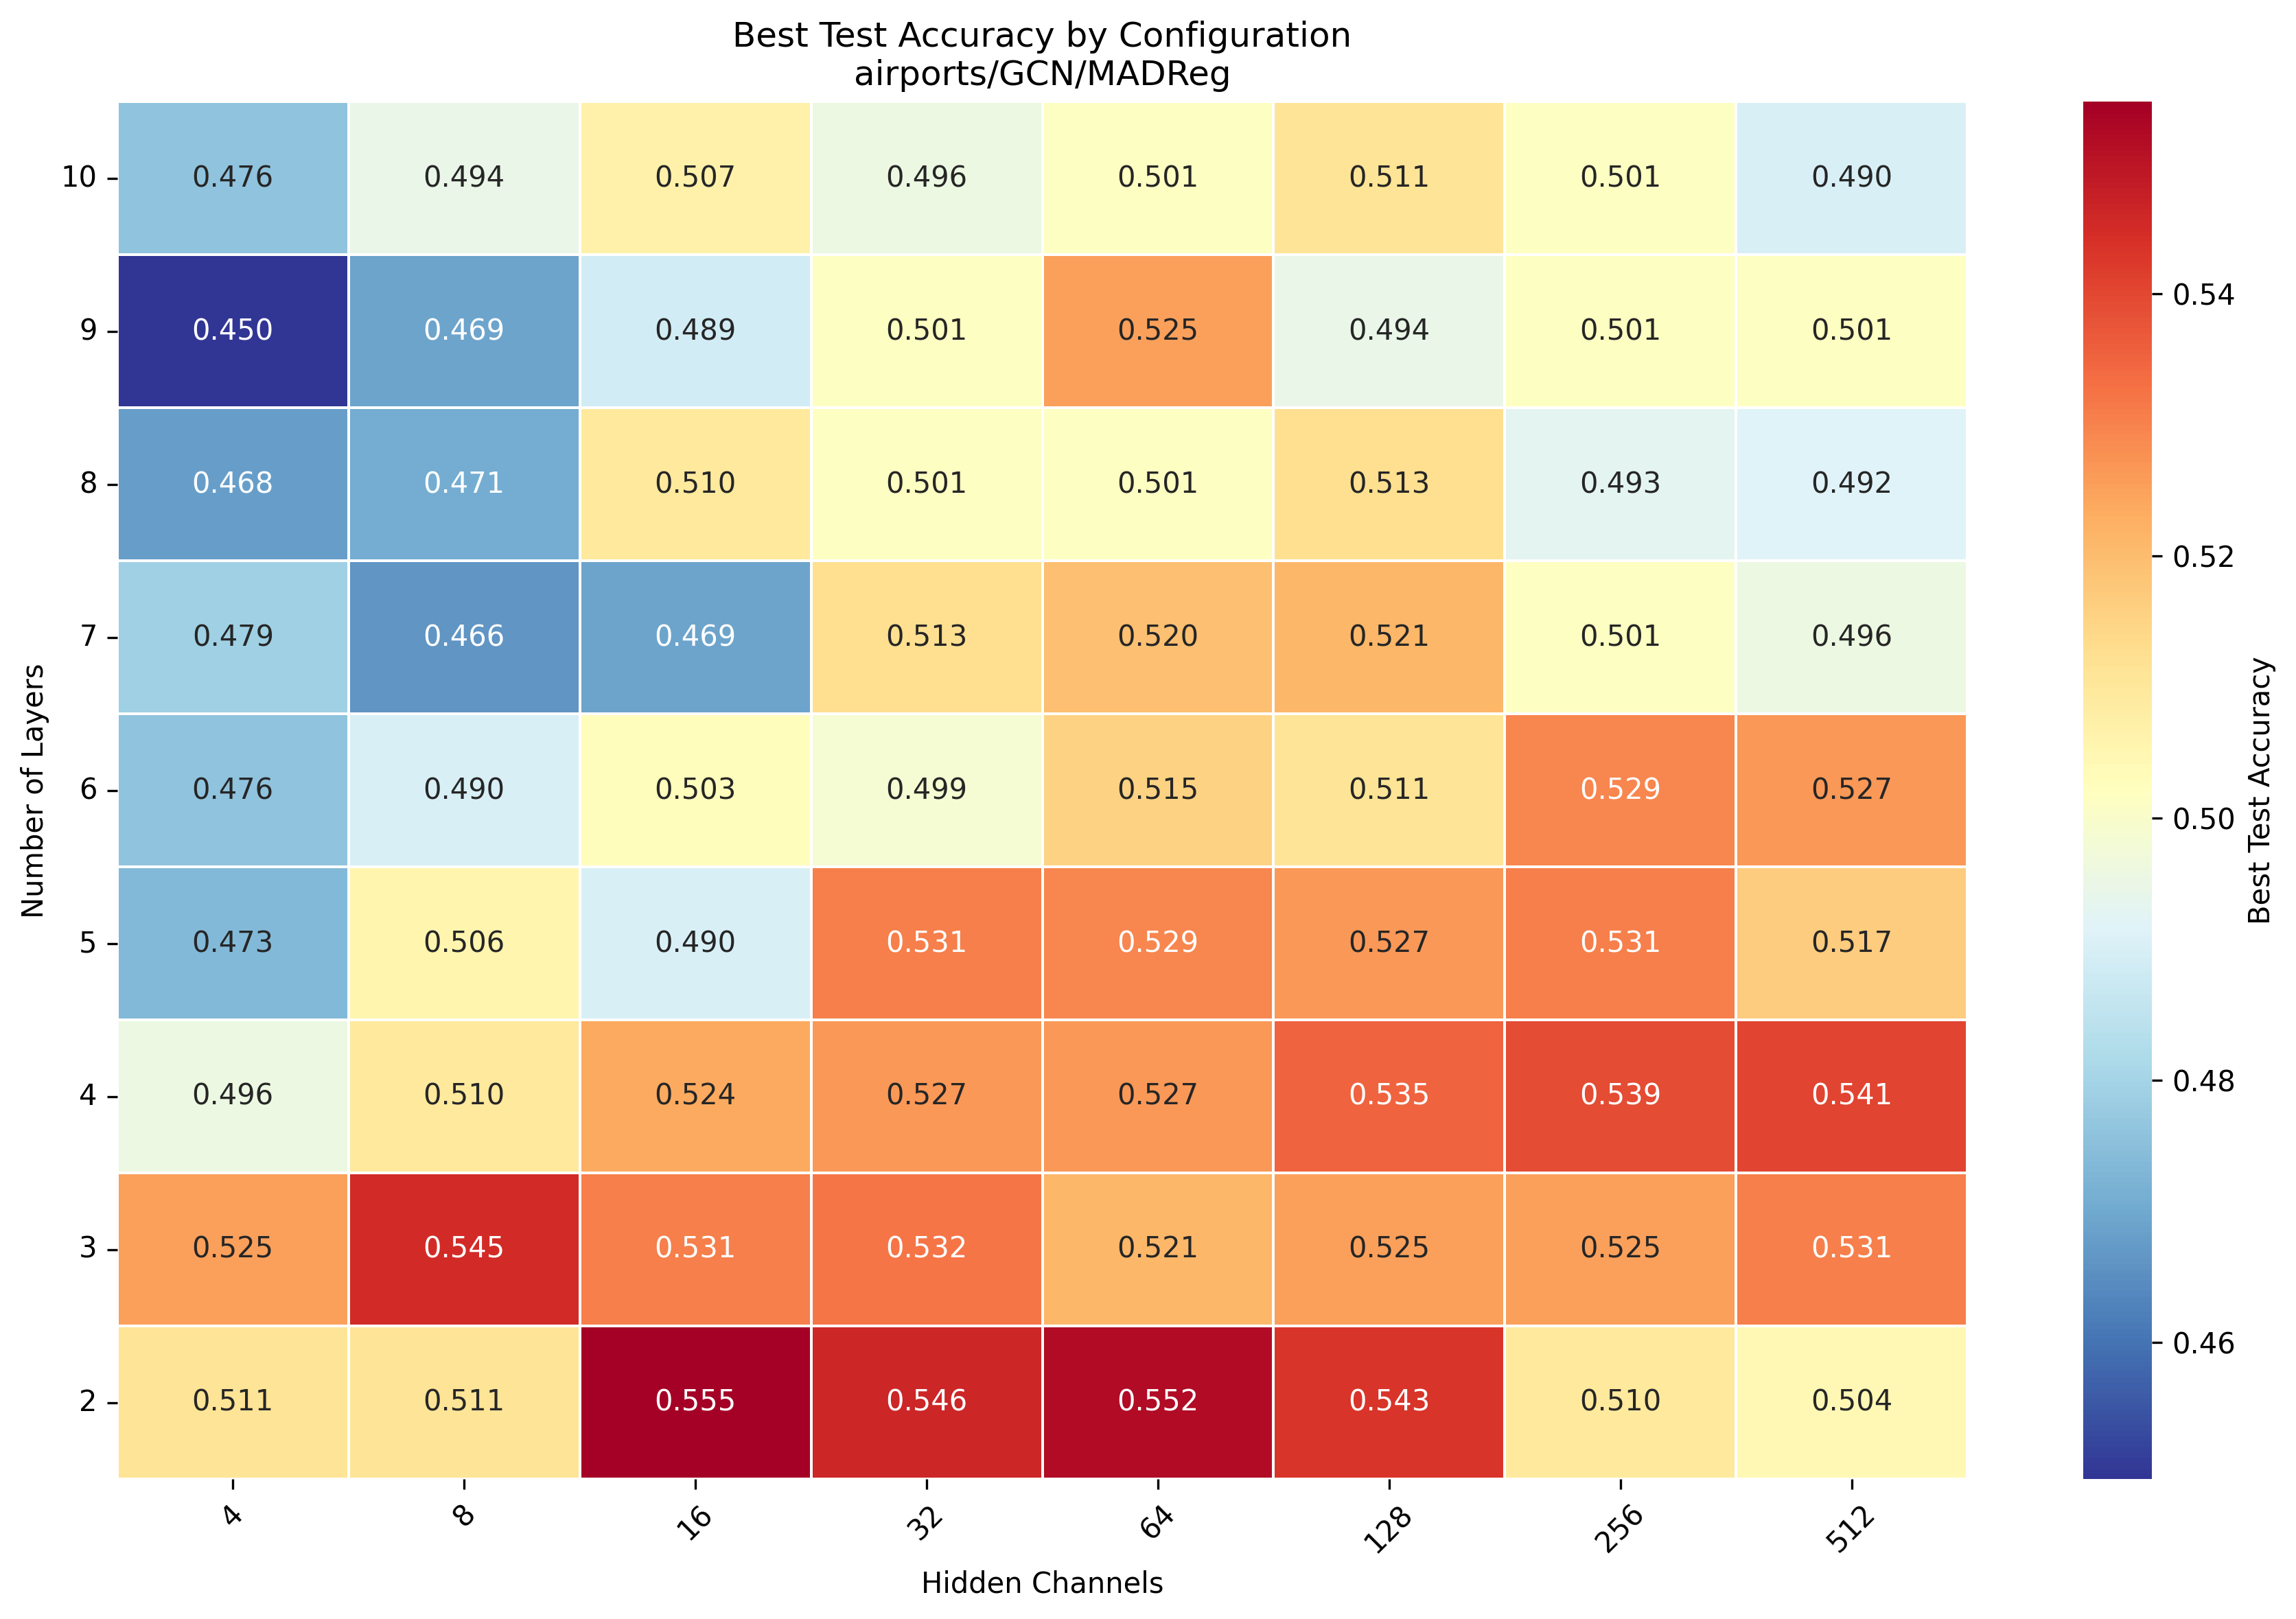 Best Test Accuracy by Configuration
airports/GCN/MADReg
10 0.476 0.494 0.507 0.496 0.501 0.511 0.501 0.490
9 0.450 0.469 0.489 0.501 0.525 0.494 0.501 0.501
8 0.468 0.471 0.510 0.501 0.501 0.513 0.493 0.492
7 0.479 0.466 0.469 0.513 0.520 0.521 0.501 0.496
6 0.476 0.490 0.503 0.499 0.515 0.511 0.529 0.527
5 0.473 0.506 0.490 0.531 0.529 0.527 0.531 0.517
4 0.496 0.510 0.524 0.527 0.527 0.535 0.539 0.541
3 0.525 0.545 0.531 0.532 0.521 0.525 0.525 0.531
2 0.511 0.511 0.555 0.546 0.552 0.543 0.510 0.504
4 8 16 32 64 128 256 512
Hidden Channels
Number of Layers
0.54
0.52
0.50
0.48
0.46
Best Test Accuracy